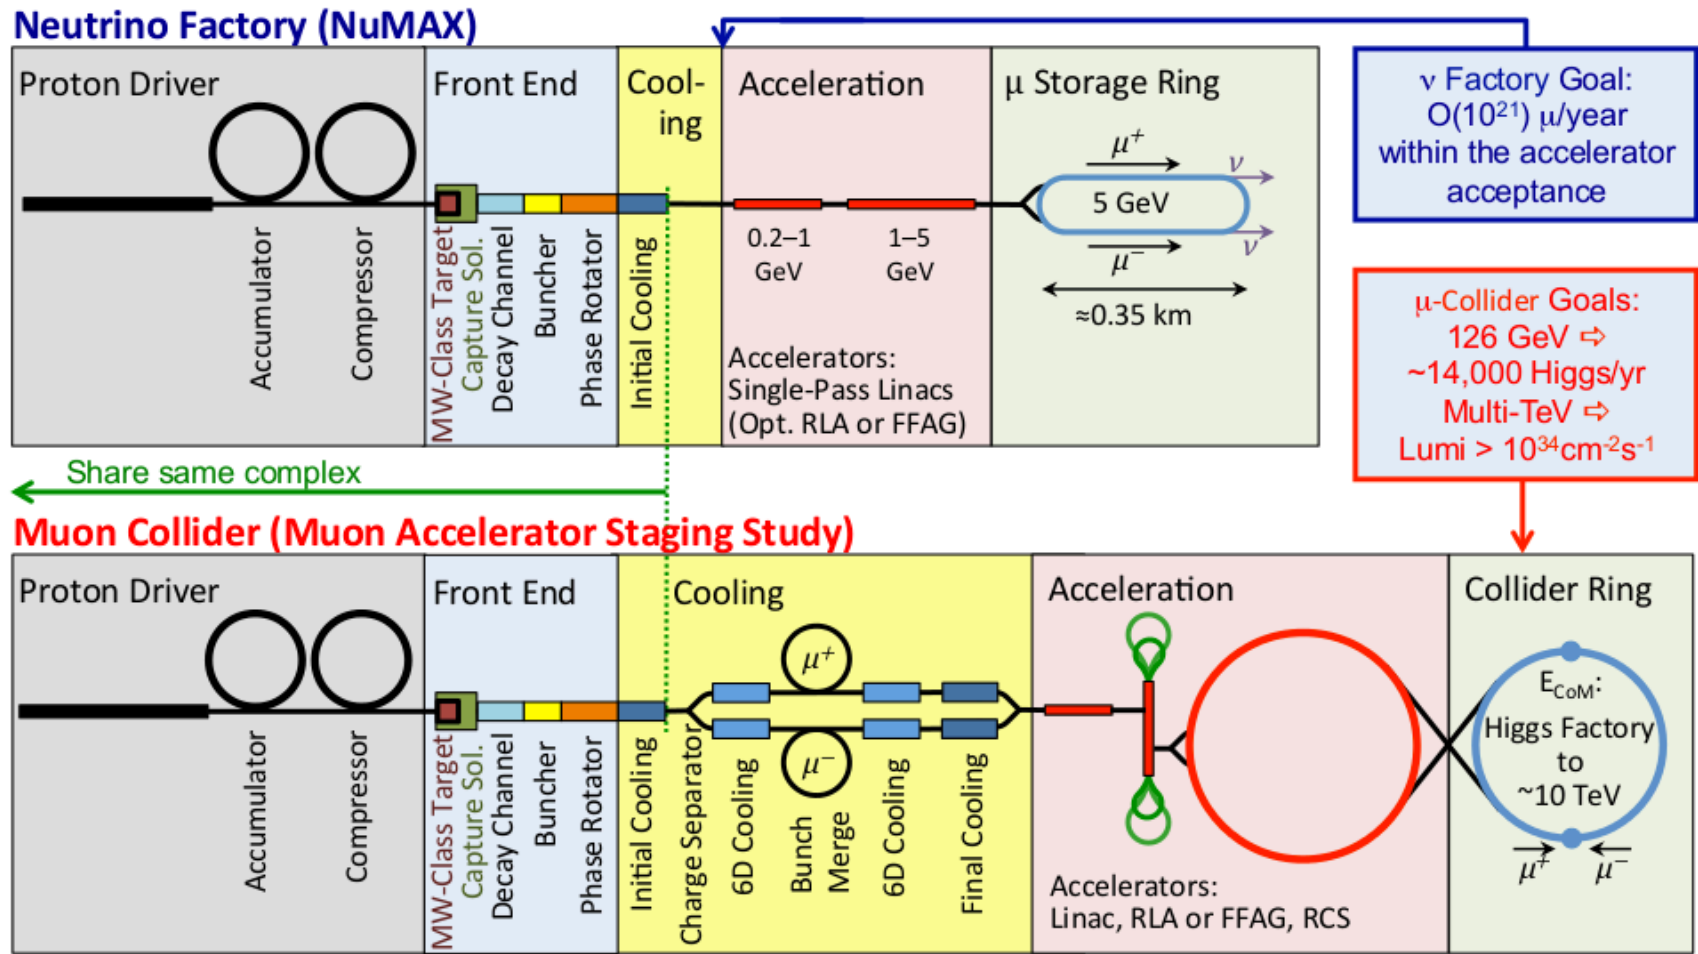 Neutrino Factory (NuMAX)
Proton Driver
Accumulator
Compressor
Front End
MW-Class Target
Capture Sol.
Decay Channel
Buncher
Phase Rotator
Cool-
ing
Initial Cooling
Acceleration
0.2–1
GeV
1–5
GeV
Accelerators:
Single-Pass Linacs
(Opt. RLA or FFAG)
μ Storage Ring
μ+
ν
5 GeV
ν
μ−
≈0.35 km
ν Factory Goal:
O(10²¹) μ/year
within the accelerator
acceptance
μ-Collider Goals:
126 GeV ⇨
~14,000 Higgs/yr
Multi-TeV ⇨
Lumi > 10³⁴cm⁻²s⁻¹
Share same complex
Muon Collider (Muon Accelerator Staging Study)
Proton Driver
Accumulator
Compressor
Front End
MW-Class Target
Capture Sol.
Decay Channel
Buncher
Phase Rotator
Cooling
μ+
μ−
Initial Cooling
Charge Separator
6D Cooling
Bunch
Merge
6D Cooling
Final Cooling
Acceleration
Accelerators:
Linac, RLA or FFAG, RCS
Collider Ring
ECoM:
Higgs Factory
to
~10 TeV
μ+
μ−